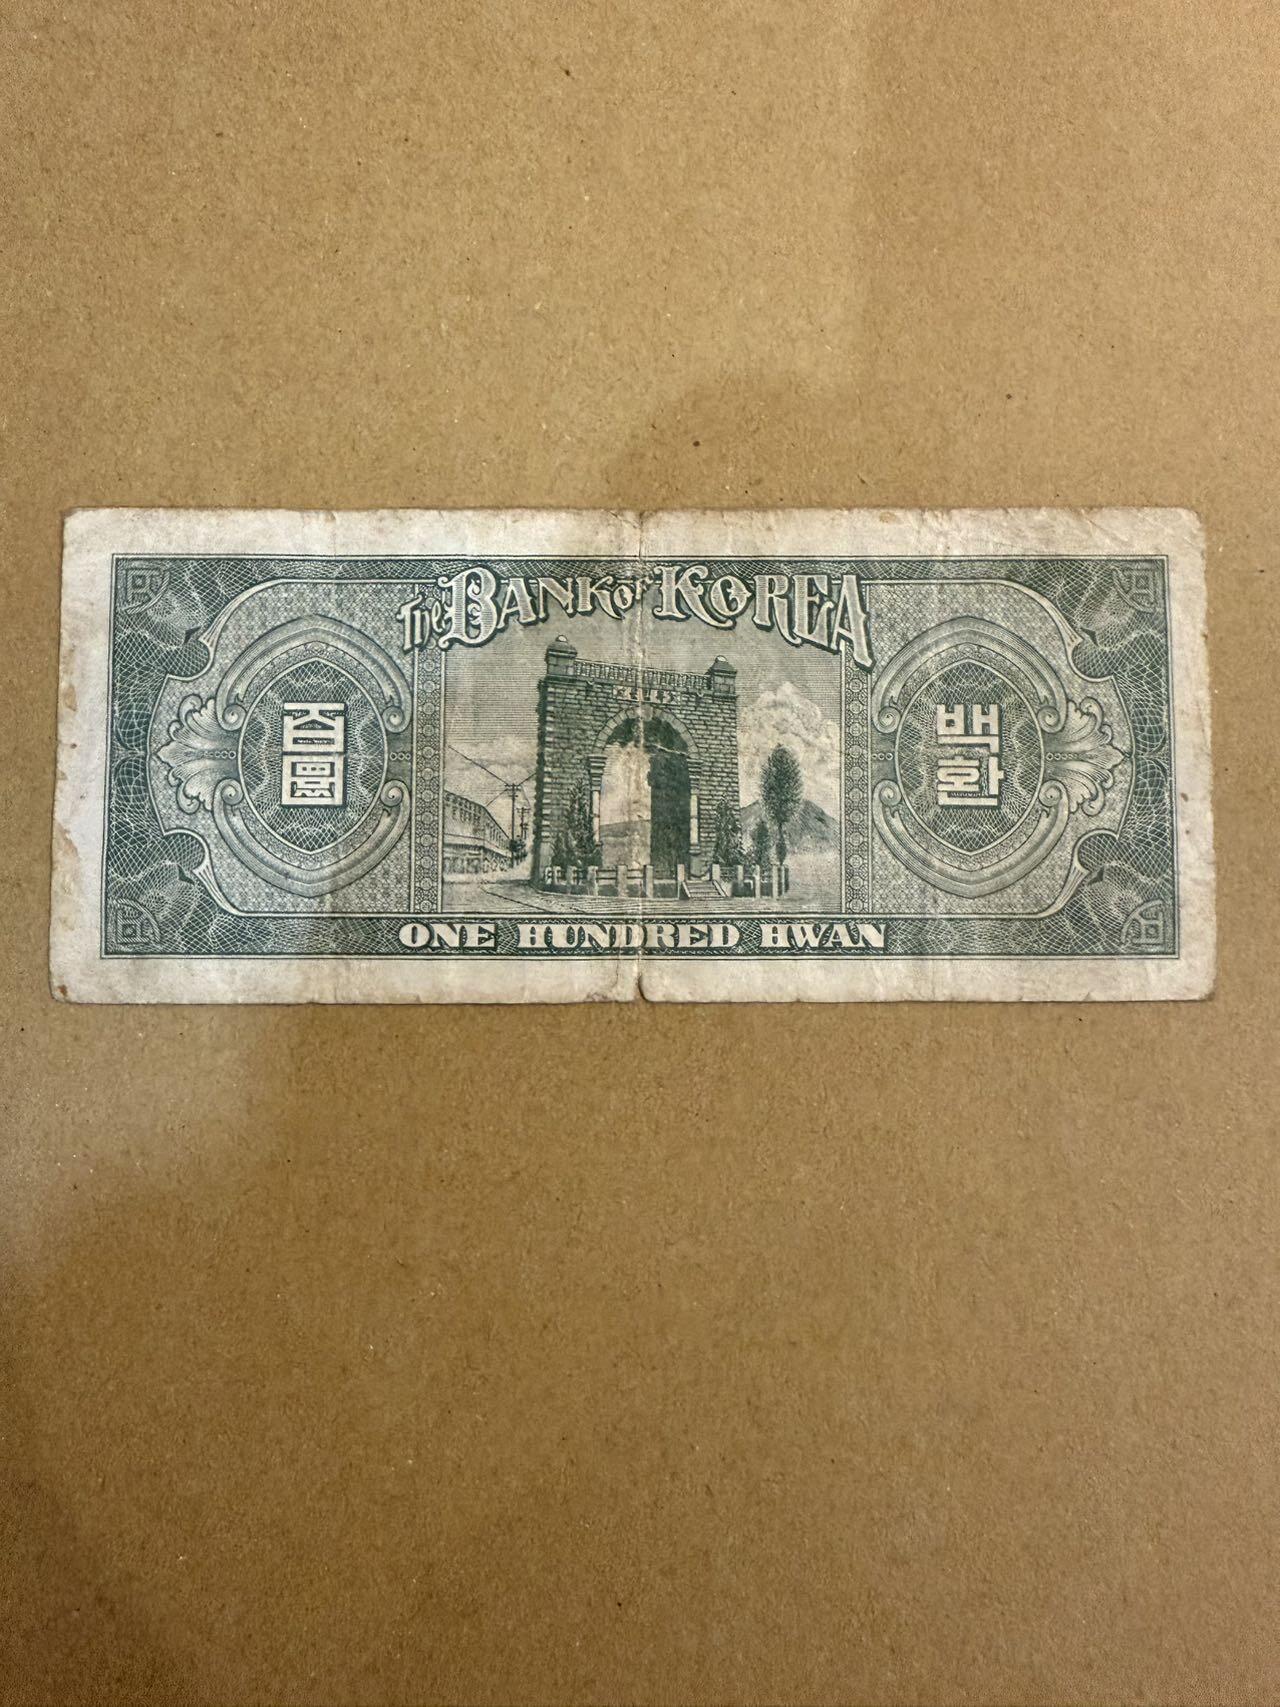 The BANK OF KOREA
百圜
백환
ONE HUNDRED HWAN